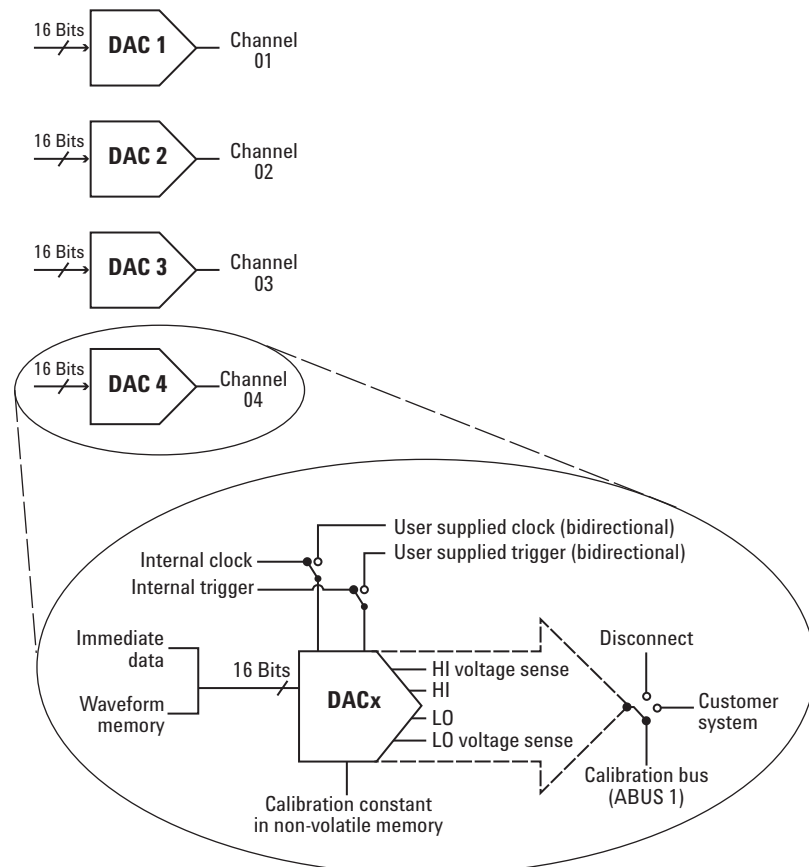 16 Bits
DAC 1
Channel
01
16 Bits
DAC 2
Channel
02
16 Bits
DAC 3
Channel
03
16 Bits
DAC 4
Channel
04
User supplied clock (bidirectional)
Internal clock
User supplied trigger (bidirectional)
Internal trigger
Immediate
data
Waveform
memory
16 Bits
DACx
HI voltage sense
HI
LO
LO voltage sense
Disconnect
Customer
system
Calibration bus
(ABUS 1)
Calibration constant
in non-volatile memory